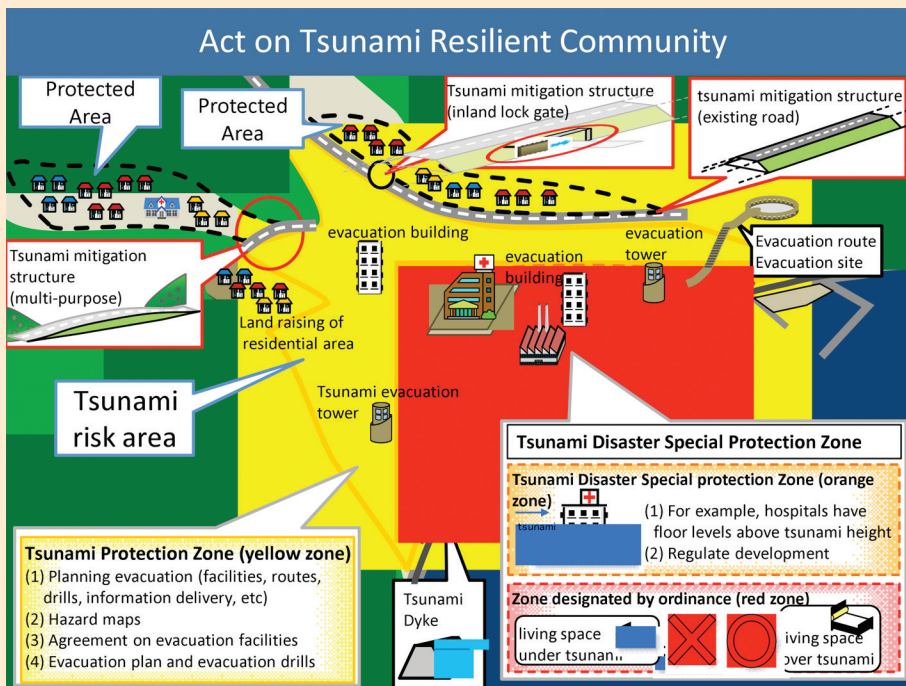 Act on Tsunami Resilient Community
Protected
Area
Protected
Area
Tsunami mitigation structure
(inland lock gate)
tsunami mitigation structure
(existing road)
evacuation building
evacuation
building
evacuation
tower
Evacuation route
Evacuation site
Tsunami mitigation
structure
(multi-purpose)
Land raising of
residential area
Tsunami
risk area
Tsunami evacuation
tower
Tsunami Protection Zone (yellow zone)
(1) Planning evacuation (facilities, routes,
drills, information delivery, etc)
(2) Hazard maps
(3) Agreement on evacuation facilities
(4) Evacuation plan and evacuation drills
Tsunami
Dyke
Tsunami Disaster Special Protection Zone
Tsunami Disaster Special protection Zone (orange
zone)
tsunami
(1) For example, hospitals have
floor levels above tsunami height
(2) Regulate development
Zone designated by ordinance (red zone)
living space
under tsunami
iving space
over tsunami